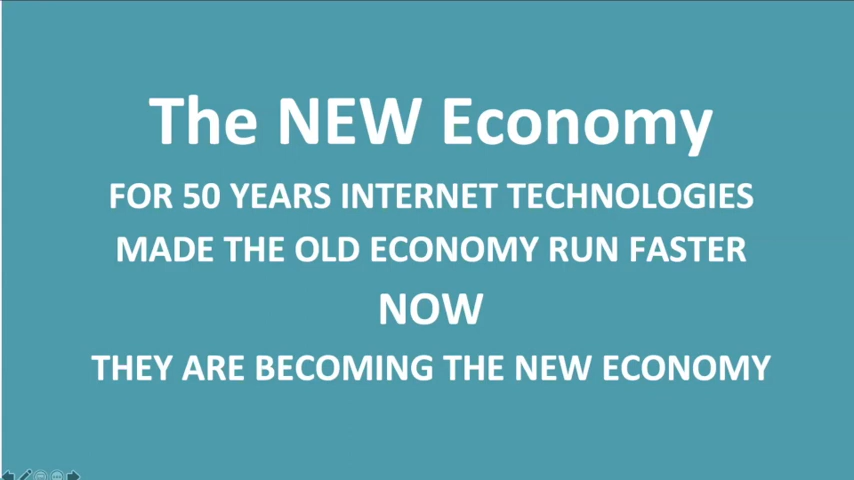 The NEW Economy
FOR 50 YEARS INTERNET TECHNOLOGIES
MADE THE OLD ECONOMY RUN FASTER
NOW
THEY ARE BECOMING THE NEW ECONOMY